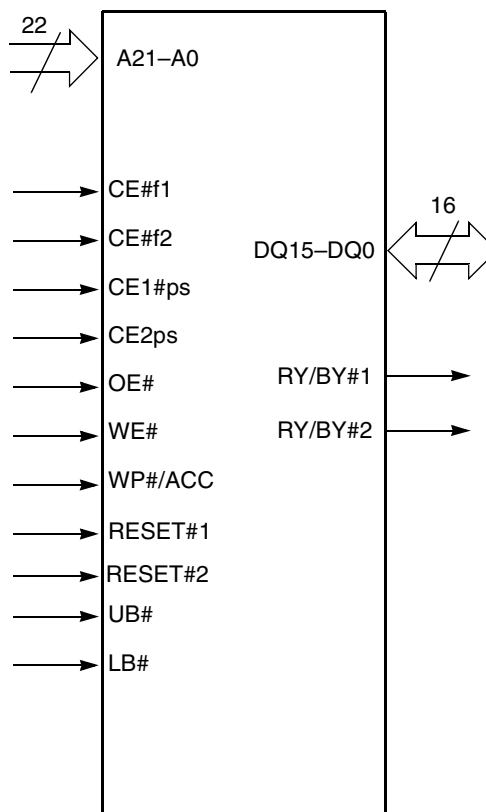 22
A21–A0
CE#f1
CE#f2
CE1#ps
CE2ps
OE#
WE#
WP#/ACC
RESET#1
RESET#2
UB#
LB#
16
DQ15–DQ0
RY/BY#1
RY/BY#2